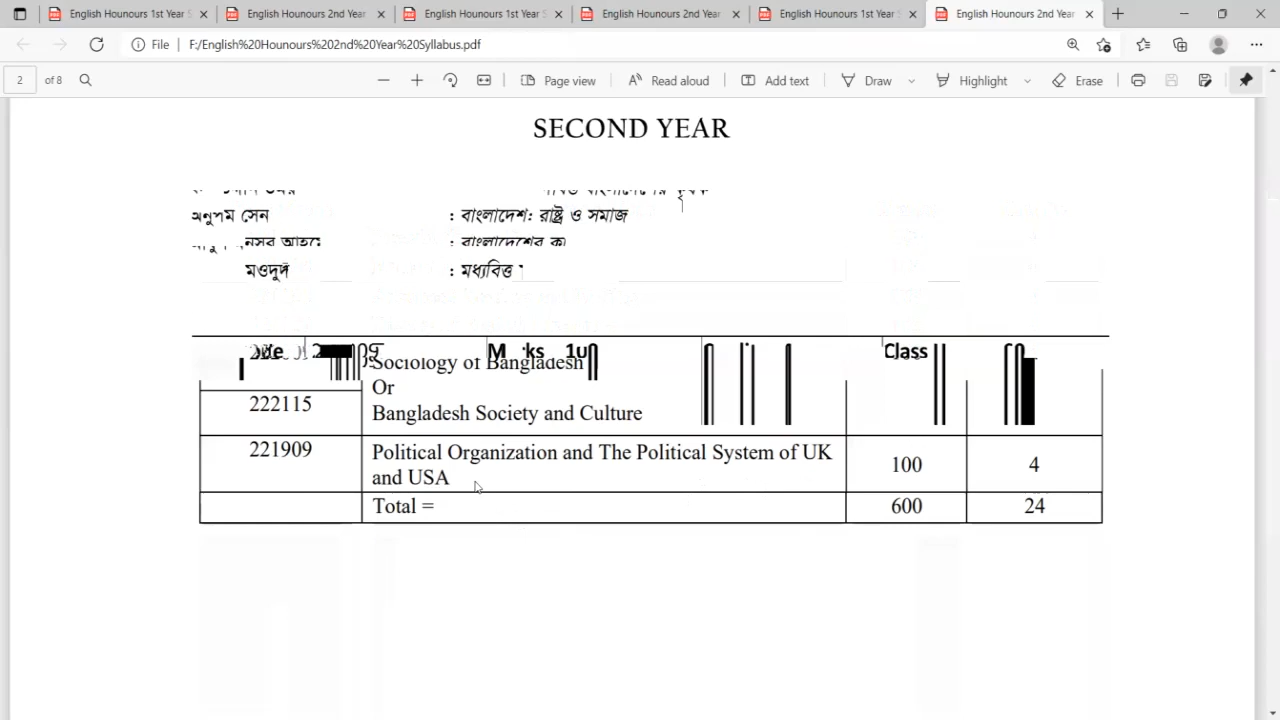 English Hounours 1st Year S
English Hounours 2nd Year
English Hounours 1st Year S
English Hounours 2nd Year
English Hounours 1st Year S
English Hounours 2nd Year
File
F:/English%20Hounours%202nd%20Year%20Syllabus.pdf
2 of 8
Page view
Read aloud
Add text
Draw
Highlight
Erase
SECOND YEAR
অনুপম সেন : বাংলাদেশ: রাষ্ট্র ও সমাজ
: বাংলাদেশের
মওদুদ : মধ্যবিত্ত
Class
Sociology of Bangladesh
Or
222115
Bangladesh Society and Culture
221909
Political Organization and The Political System of UK
and USA
100
4
Total =
600
24